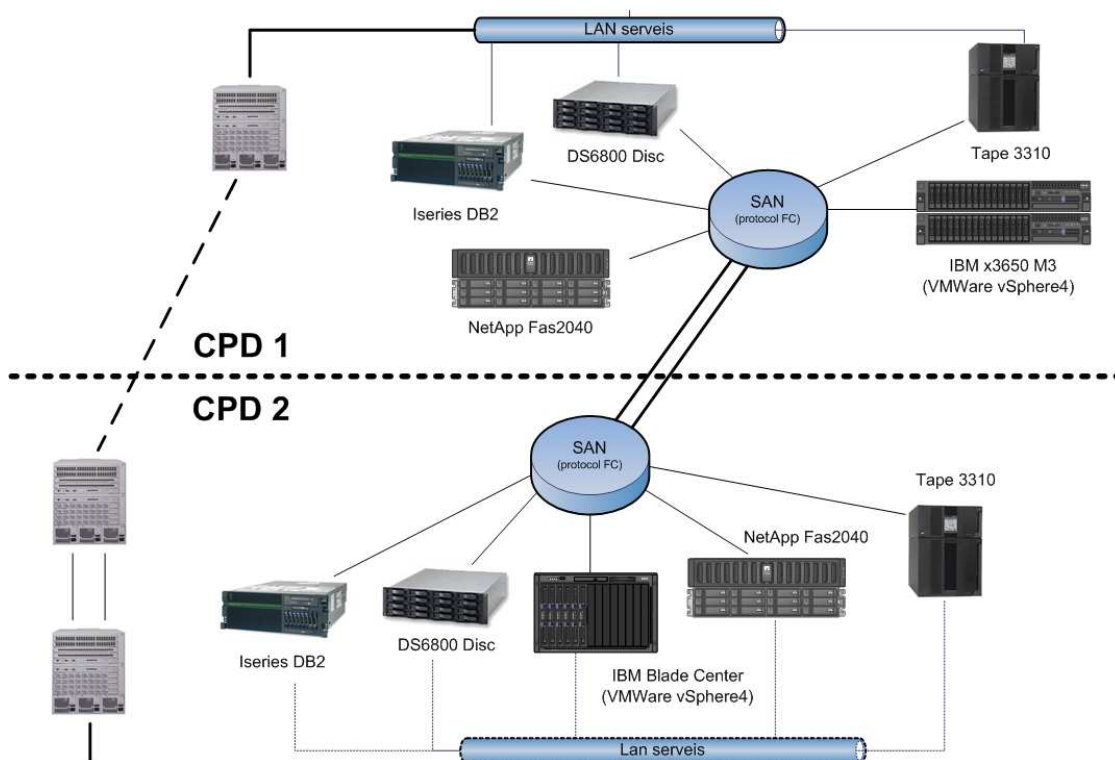 LAN serveis
DS6800 Disc
Tape 3310
Iseries DB2
SAN
(protocol FC)
IBM x3650 M3
(VMWare vSphere4)
NetApp Fas2040
CPD 1
CPD 2
SAN
(protocol FC)
Tape 3310
NetApp Fas2040
Iseries DB2
DS6800 Disc
IBM Blade Center
(VMWare vSphere4)
Lan serveis